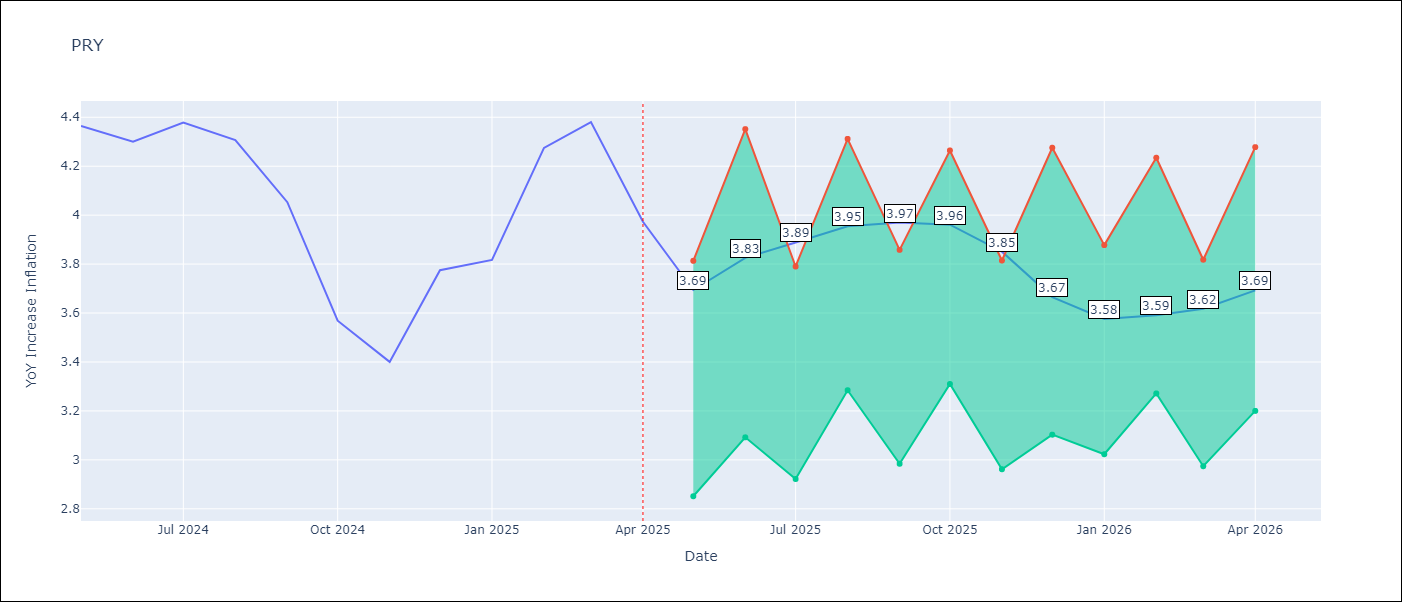 PRY
YoY Increase Inflation
4.4
4.2
4
3.8
3.6
3.4
3.2
3
2.8
3.69
3.83
3.89
3.95
3.97
3.96
3.85
3.67
3.58
3.59
3.62
3.69
Jul 2024
Oct 2024
Jan 2025
Apr 2025
Jul 2025
Oct 2025
Jan 2026
Apr 2026
Date